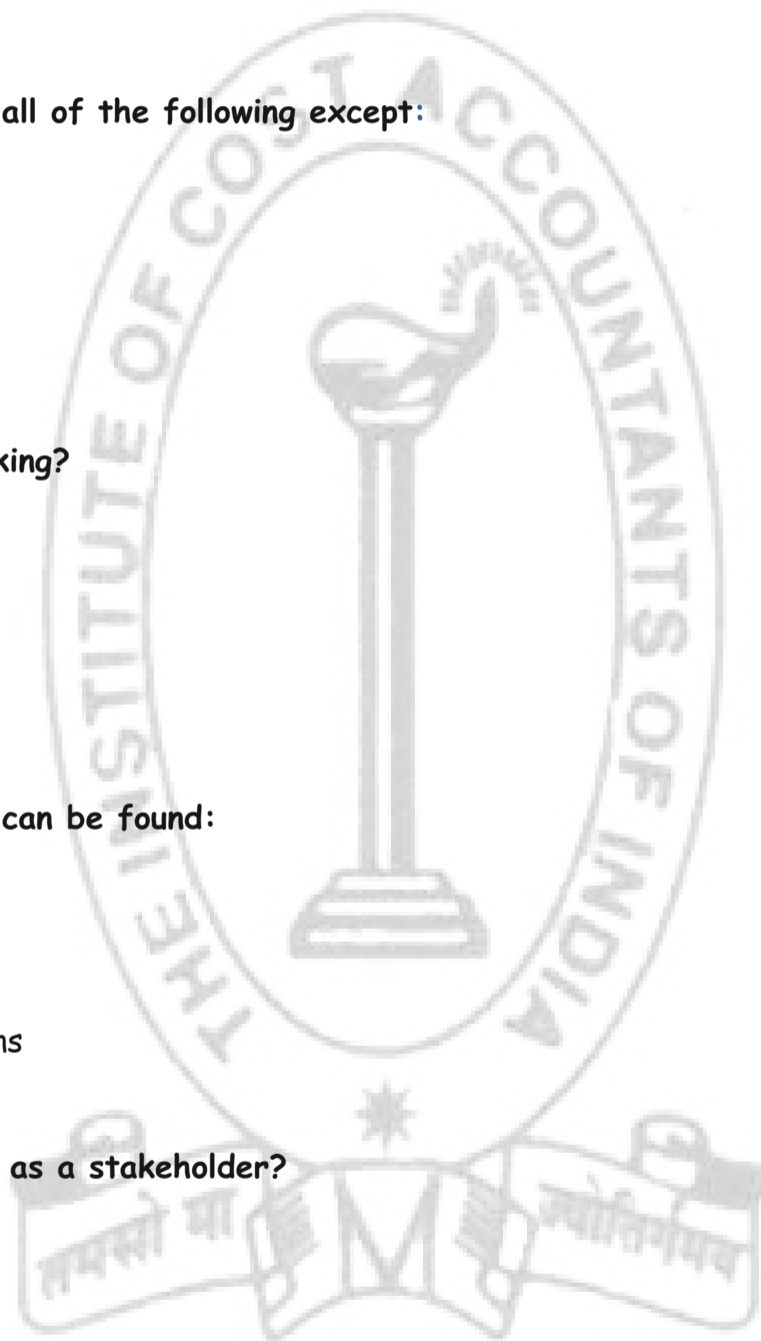 all of the following except:
king?
can be found:
ns
as a stakeholder?
THE INSTITUTE OF COST ACCOUNTANTS OF INDIA
तमसो मा ज्योतिर्गमय